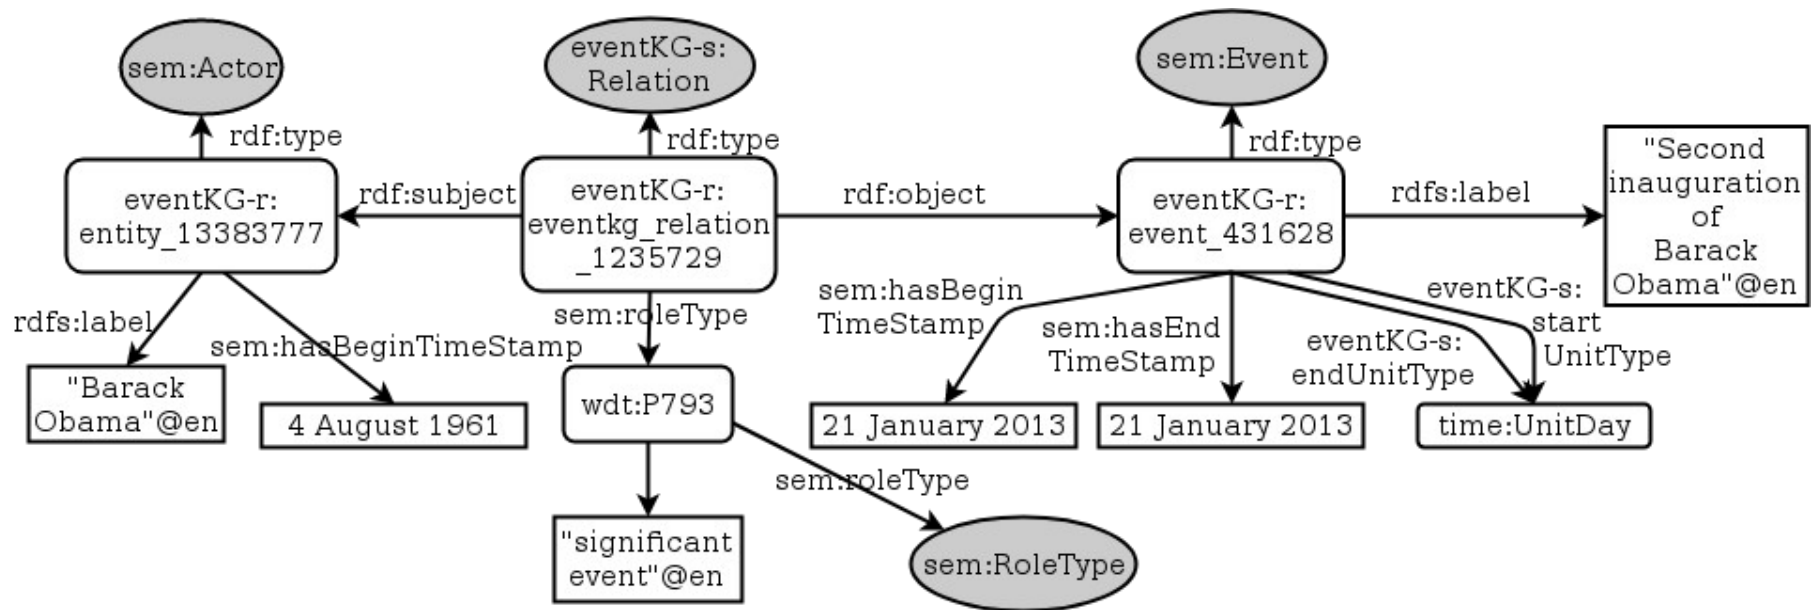 sem:Actor
eventKG-s:
Relation
sem:Event
rdf:type
rdf:type
rdf:type
eventKG-r:
entity_13383777
rdf:subject
eventKG-r:
eventkg_relation
_1235729
rdf:object
eventKG-r:
event_431628
rdfs:label
"Second
inauguration
of
Barack
Obama"@en
rdfs:label
sem:hasBeginTimeStamp
sem:roleType
sem:hasBegin
TimeStamp
sem:hasEnd
TimeStamp
eventKG-s:
endUnitType
eventKG-s:
start
UnitType
"Barack
Obama"@en
4 August 1961
wdt:P793
21 January 2013
21 January 2013
time:UnitDay
sem:roleType
"significant
event"@en
sem:RoleType